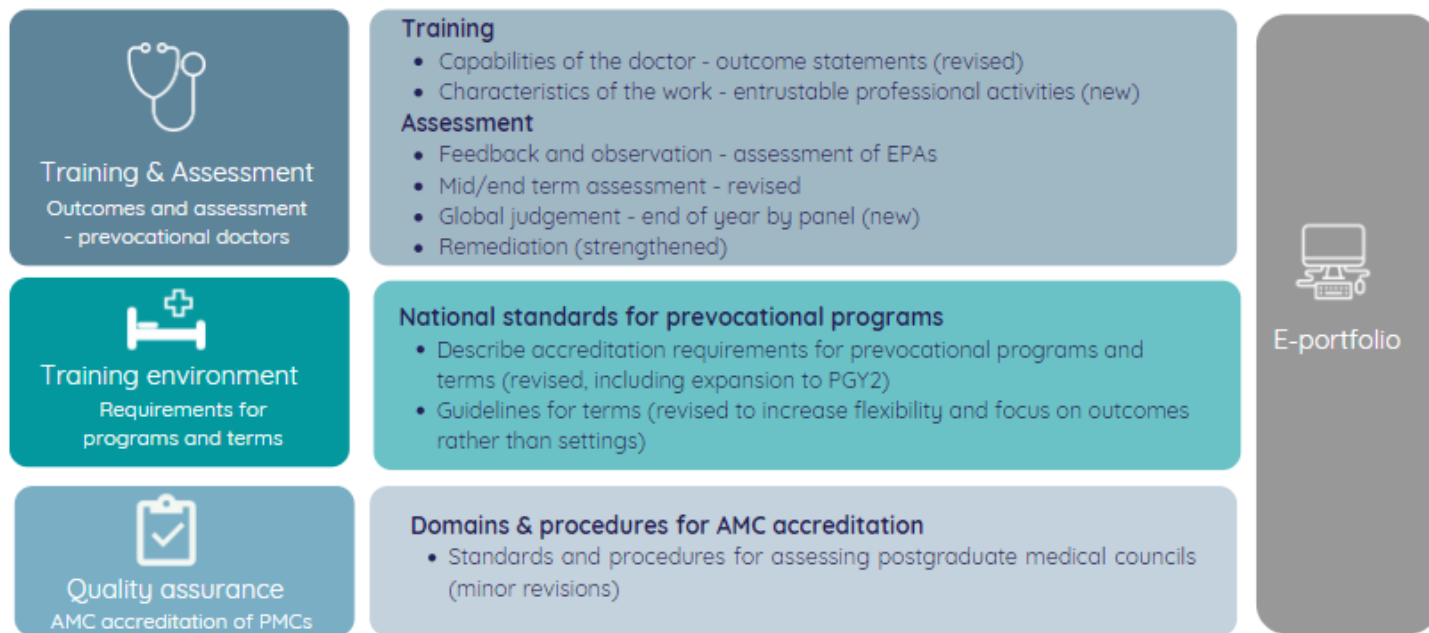 Training & Assessment
Outcomes and assessment
- prevocational doctors
Training
• Capabilities of the doctor - outcome statements (revised)
• Characteristics of the work - entrustable professional activities (new)
Assessment
• Feedback and observation - assessment of EPAs
• Mid/end term assessment - revised
• Global judgement - end of year by panel (new)
• Remediation (strengthened)
Training environment
Requirements for
programs and terms
National standards for prevocational programs
• Describe accreditation requirements for prevocational programs and
terms (revised, including expansion to PGY2)
• Guidelines for terms (revised to increase flexibility and focus on outcomes
rather than settings)
Quality assurance
AMC accreditation of PMCs
Domains & procedures for AMC accreditation
• Standards and procedures for assessing postgraduate medical councils
(minor revisions)
E-portfolio